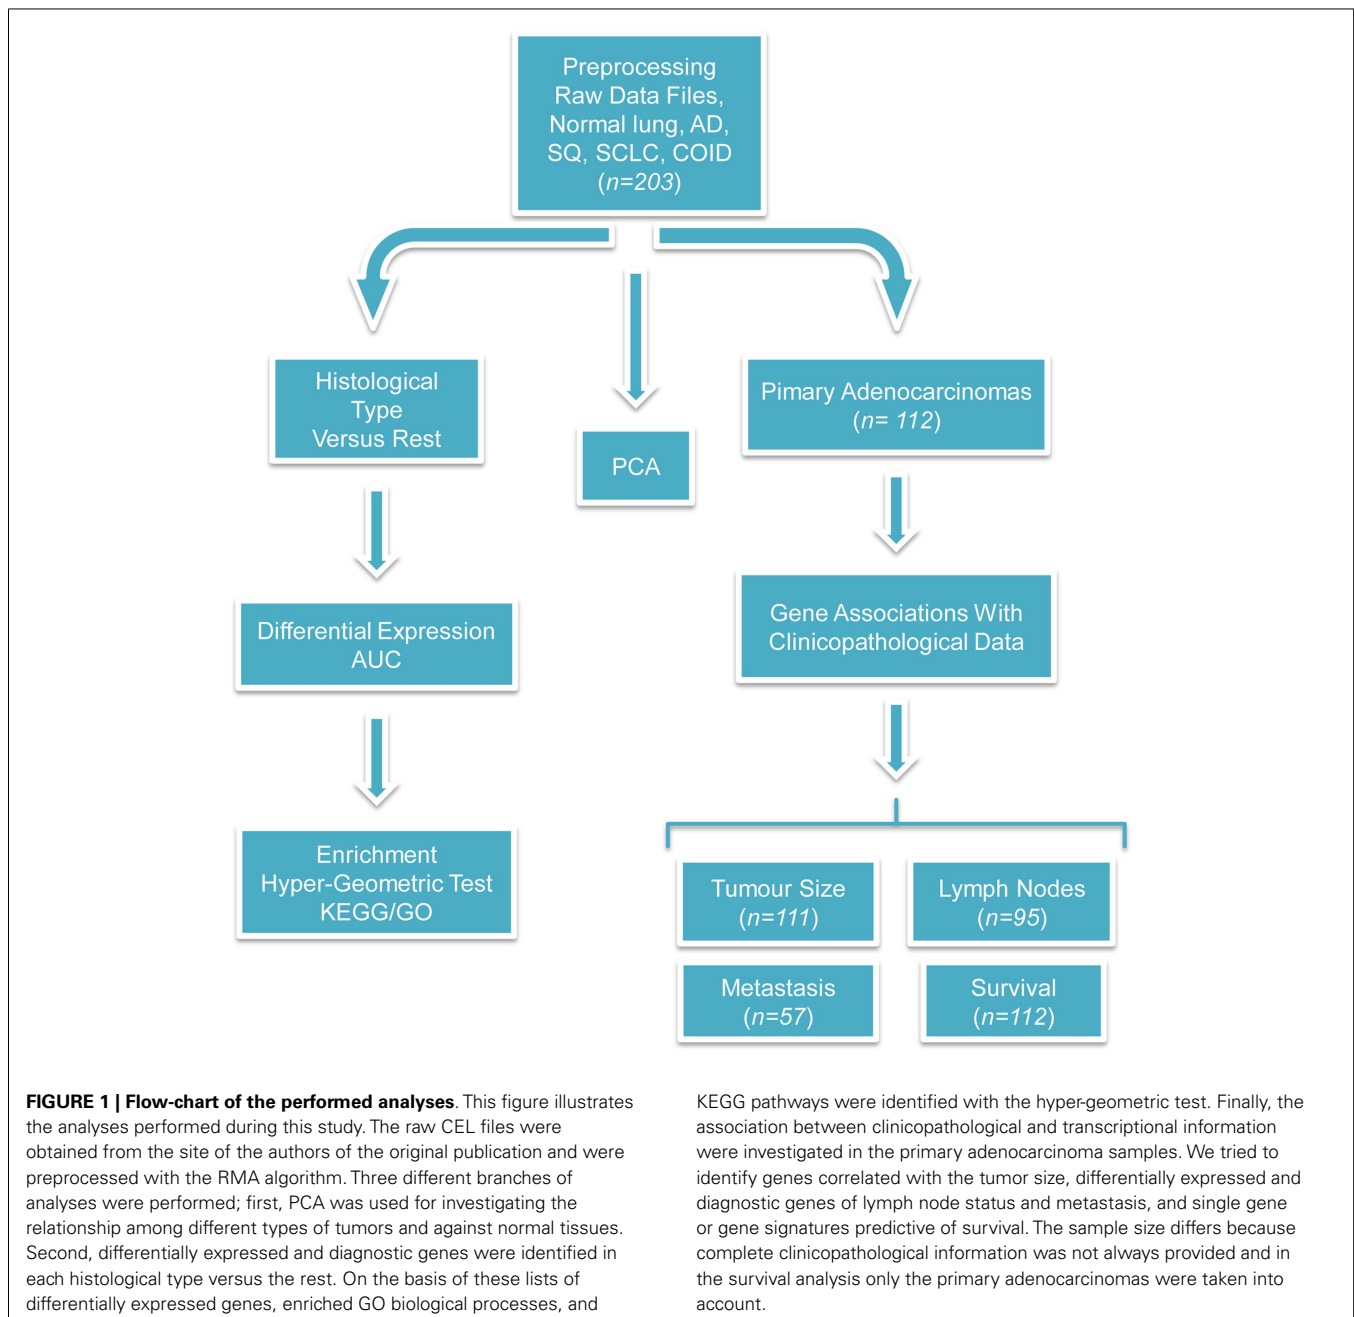 Preprocessing
Raw Data Files,
Normal lung, AD,
SQ, SCLC, COID
(n=203)
Histological
Type
Versus Rest
PCA
Pimary Adenocarcinomas
(n= 112)
Differential Expression
AUC
Gene Associations With
Clinicopathological Data
Enrichment
Hyper-Geometric Test
KEGG/GO
Tumour Size
(n=111)
Lymph Nodes
(n=95)
Metastasis
(n=57)
Survival
(n=112)
FIGURE 1 | Flow-chart of the performed analyses. This figure illustrates
the analyses performed during this study. The raw CEL files were
obtained from the site of the authors of the original publication and were
preprocessed with the RMA algorithm. Three different branches of
analyses were performed; first, PCA was used for investigating the
relationship among different types of tumors and against normal tissues.
Second, differentially expressed and diagnostic genes were identified in
each histological type versus the rest. On the basis of these lists of
differentially expressed genes, enriched GO biological processes, and
KEGG pathways were identified with the hyper-geometric test. Finally, the
association between clinicopathological and transcriptional information
were investigated in the primary adenocarcinoma samples. We tried to
identify genes correlated with the tumor size, differentially expressed and
diagnostic genes of lymph node status and metastasis, and single gene
or gene signatures predictive of survival. The sample size differs because
complete clinicopathological information was not always provided and in
the survival analysis only the primary adenocarcinomas were taken into
account.